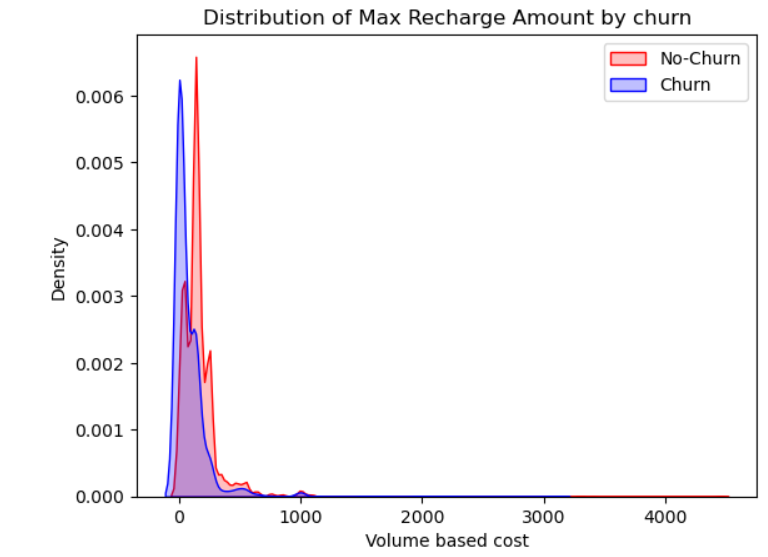 Distribution of Max Recharge Amount by churn
No-Churn
Churn
0.006
0.005
0.004
0.003
0.002
0.001
0.000
Density
0
1000
2000
3000
4000
Volume based cost